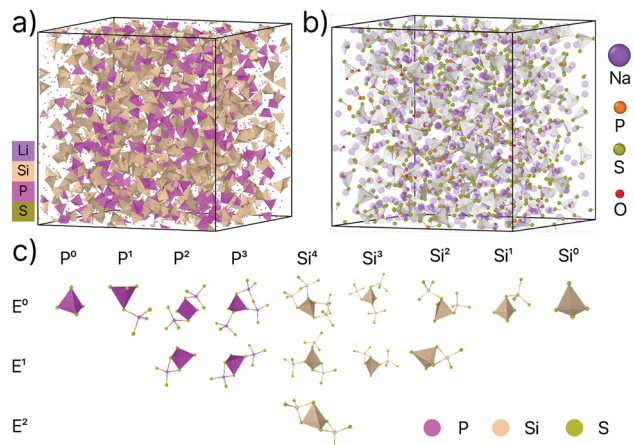 a)
b)
Li
Si
P
S
Na
P
S
O
c)
P⁰ P¹ P² P³ Si⁴ Si³ Si² Si¹ Si⁰
E⁰
E¹
E²
P Si S